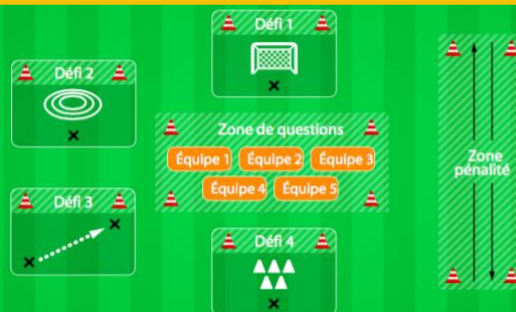 Défi 1
Défi 2
Zone de questions
Équipe 1 Équipe 2 Équipe 3
Équipe 4 Équipe 5
Zone
pénalité
Défi 3
Défi 4